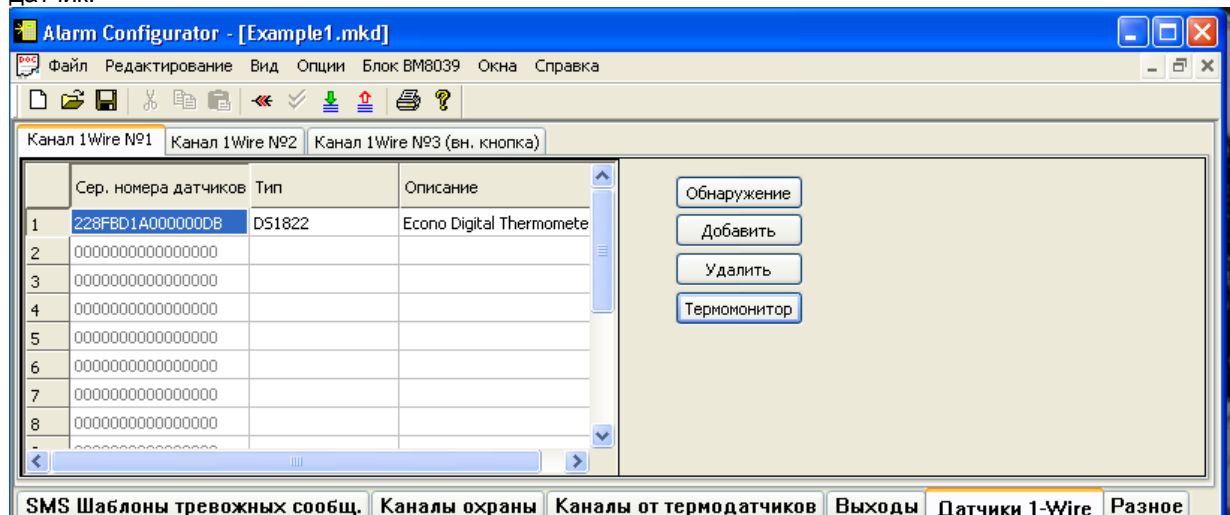 датчик.
Alarm Configurator - [Example1.mkd]
Файл Редактирование Вид Опции Блок BM8039 Окна Справка
Канал 1Wire №1 Канал 1Wire №2 Канал 1Wire №3 (вн. кнопка)
Сер. номера датчиков Тип Описание
1 228FBD1A000000DB DS1822 Econo Digital Thermomete
2 0000000000000000
3 0000000000000000
4 0000000000000000
5 0000000000000000
6 0000000000000000
7 0000000000000000
8 0000000000000000
Обнаружение
Добавить
Удалить
Термомонитор
SMS Шаблоны тревожных сообщ. Каналы охраны Каналы от термодатчиков Выходы Датчики 1-Wire Разное